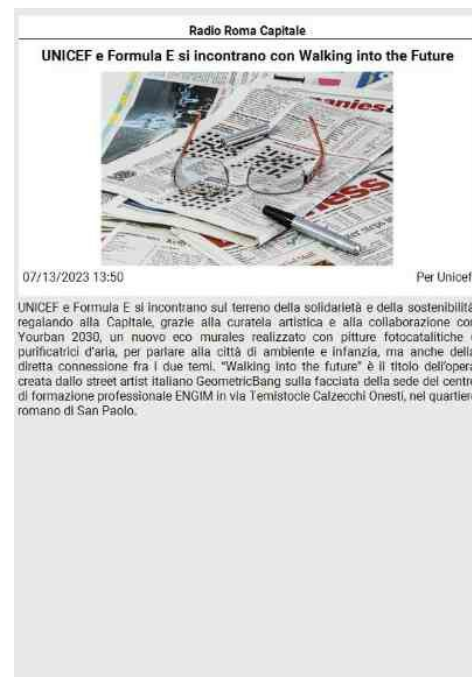 Radio Roma Capitale
UNICEF e Formula E si incontrano con Walking into the Future
anies
ess
07/13/2023 13:50
Per Unicef
UNICEF e Formula E si incontrano sul terreno della solidarietà e della sostenibilità
regalando alla Capitale, grazie alla curatela artistica e alla collaborazione con
Yourban 2030, un nuovo eco murales realizzato con pitture fotocatalitiche
purificatrici d'aria, per parlare alla città di ambiente e infanzia, ma anche della
diretta connessione fra i due temi. "Walking into the future" è il titolo dell'opera
creata dallo street artist italiano GeometricBang sulla facciata della sede del centro
di formazione professionale ENGIM in via Temistocle Calzecchi Onesti, nel quartiere
romano di San Paolo.